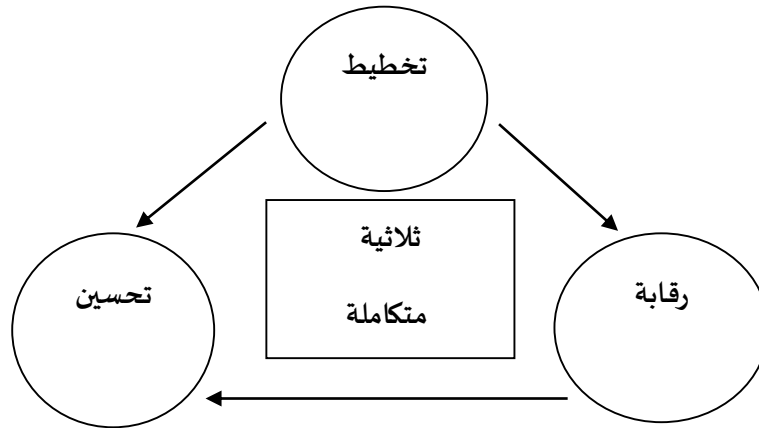 تخطيط
ثلاثية
متكاملة
رقابة
تحسين